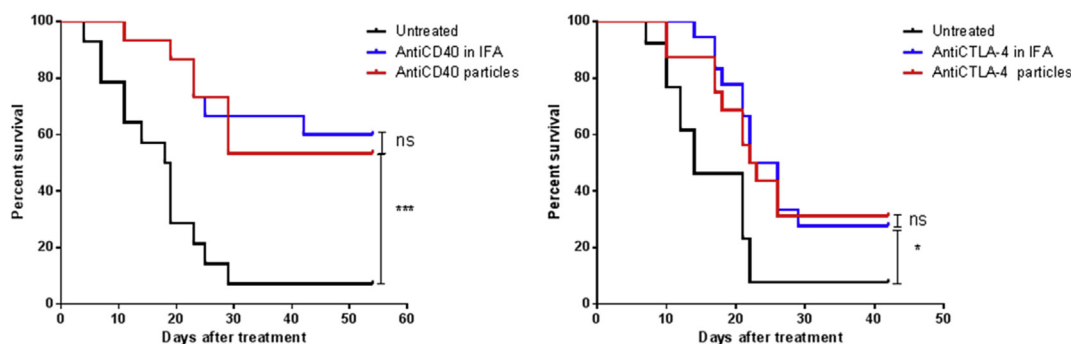 Untreated
AntiCD40 in IFA
AntiCD40 particles
Percent survival
100
80
60
40
20
0
0 10 20 30 40 50 60
Days after treatment
ns
***
Untreated
AntiCTLA-4 in IFA
AntiCTLA-4 particles
Percent survival
100
80
60
40
20
0
0 10 20 30 40 50
Days after treatment
ns
*